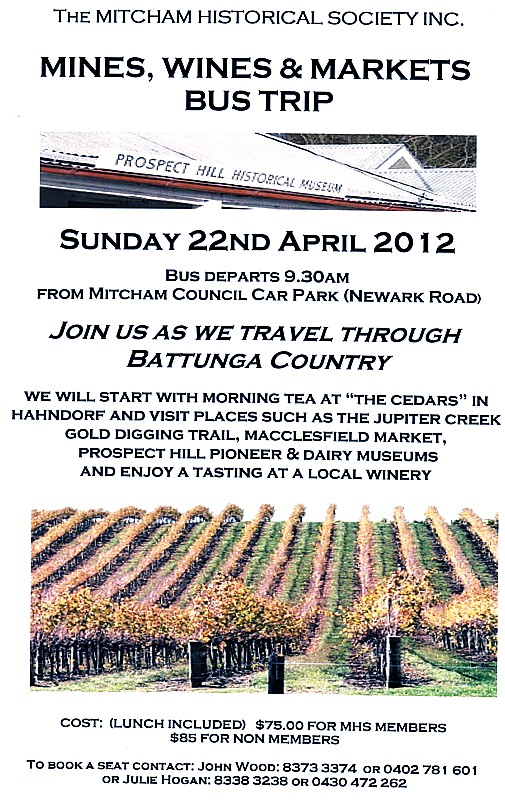 THE MITCHAM HISTORICAL SOCIETY INC.
MINES, WINES & MARKETS
BUS TRIP
PROSPECT HILL HISTORICAL MUSEUM
SUNDAY 22ND APRIL 2012
BUS DEPARTS 9.30AM
FROM MITCHAM COUNCIL CAR PARK (NEWARK ROAD)
JOIN US AS WE TRAVEL THROUGH
BATTUNGA COUNTRY
WE WILL START WITH MORNING TEA AT “THE CEDARS” IN
HAHNDORF AND VISIT PLACES SUCH AS THE JUPITER CREEK
GOLD DIGGING TRAIL, MACCLESFIELD MARKET,
PROSPECT HILL PIONEER & DAIRY MUSEUMS
AND ENJOY A TASTING AT A LOCAL WINERY
COST: (LUNCH INCLUDED) $75.00 FOR MHS MEMBERS
$85 FOR NON MEMBERS
TO BOOK A SEAT CONTACT: JOHN WOOD: 8373 3374 OR 0402 781 601
OR JULIE HOGAN: 8338 3238 OR 0430 472 262